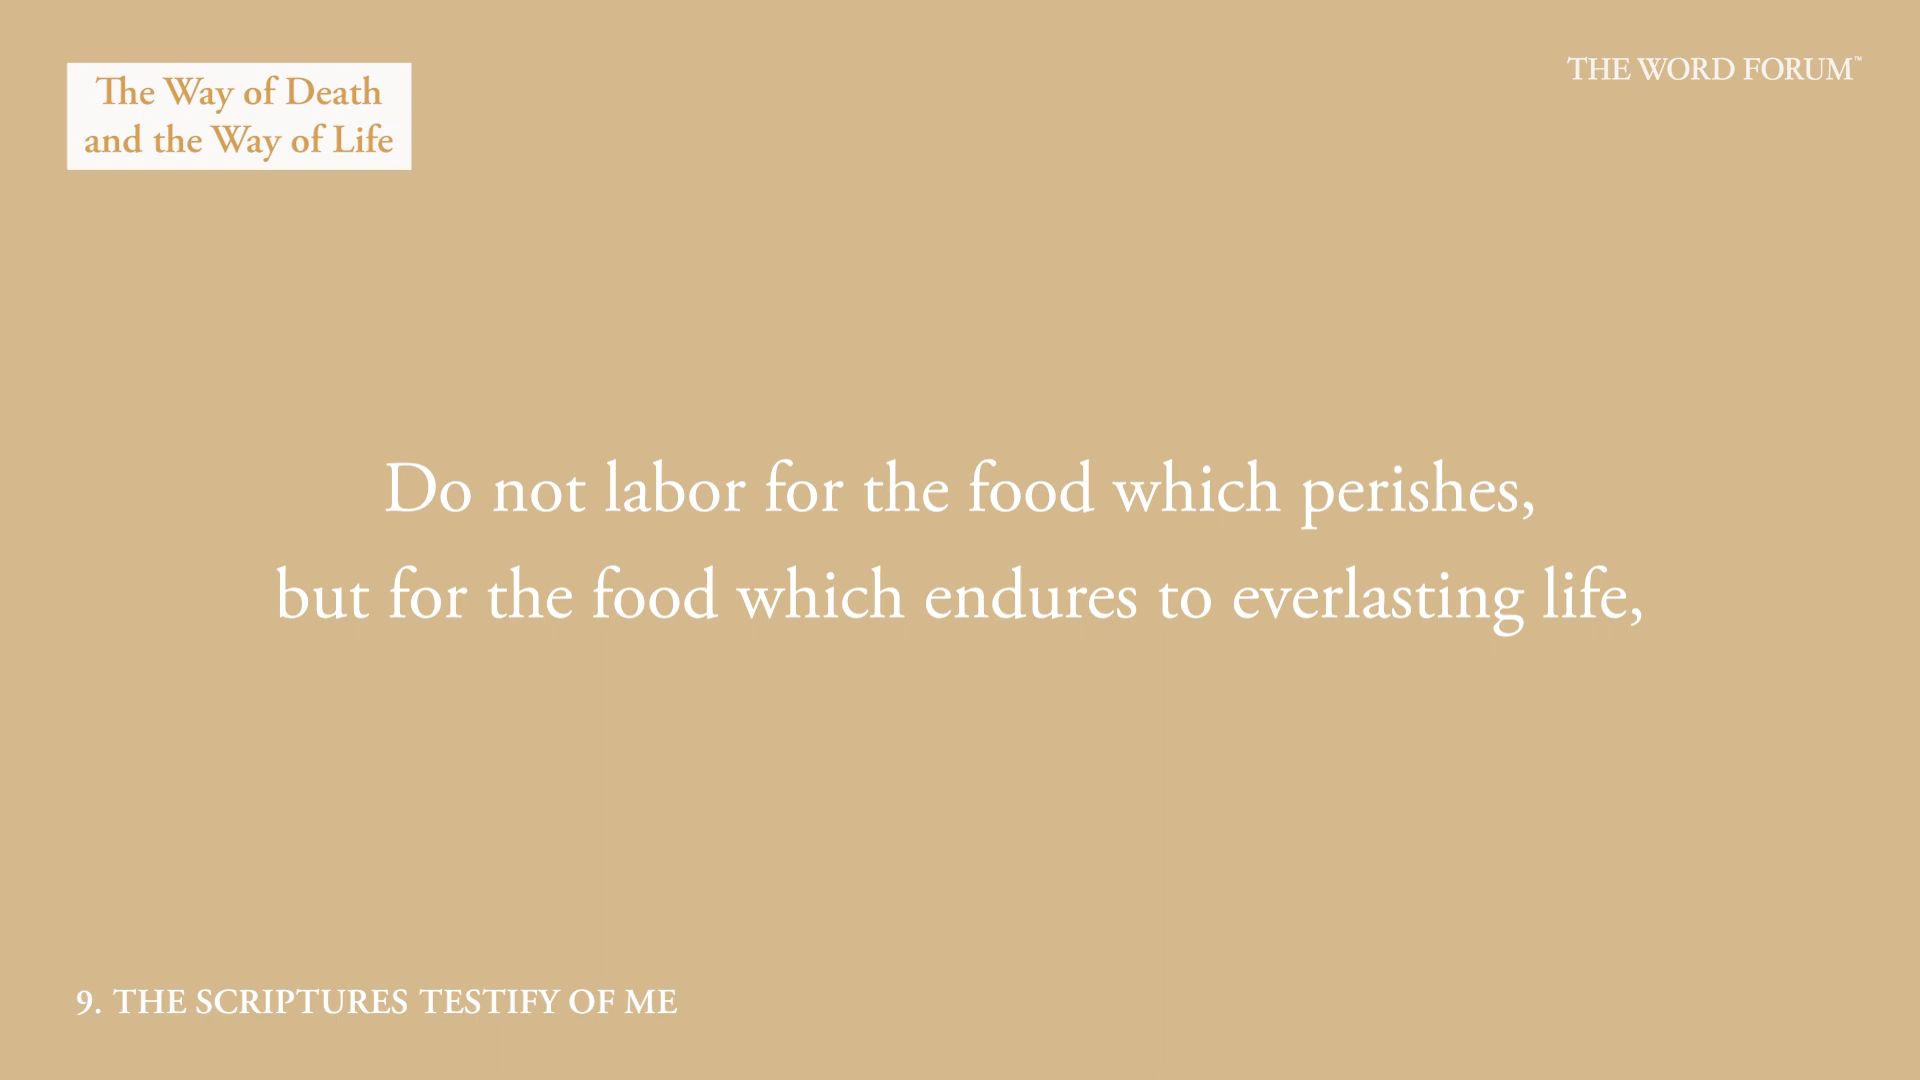 The Way of Death
and the Way of Life
THE WORD FORUM™
Do not labor for the food which perishes,
but for the food which endures to everlasting life,
9. THE SCRIPTURES TESTIFY OF ME